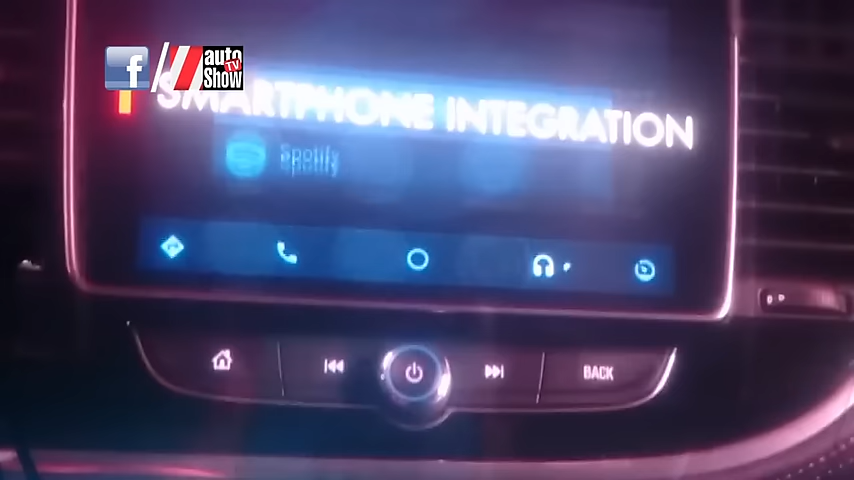 f
auto
TV
Show
SMARTPHONE INTEGRATION
Spotify
BACK